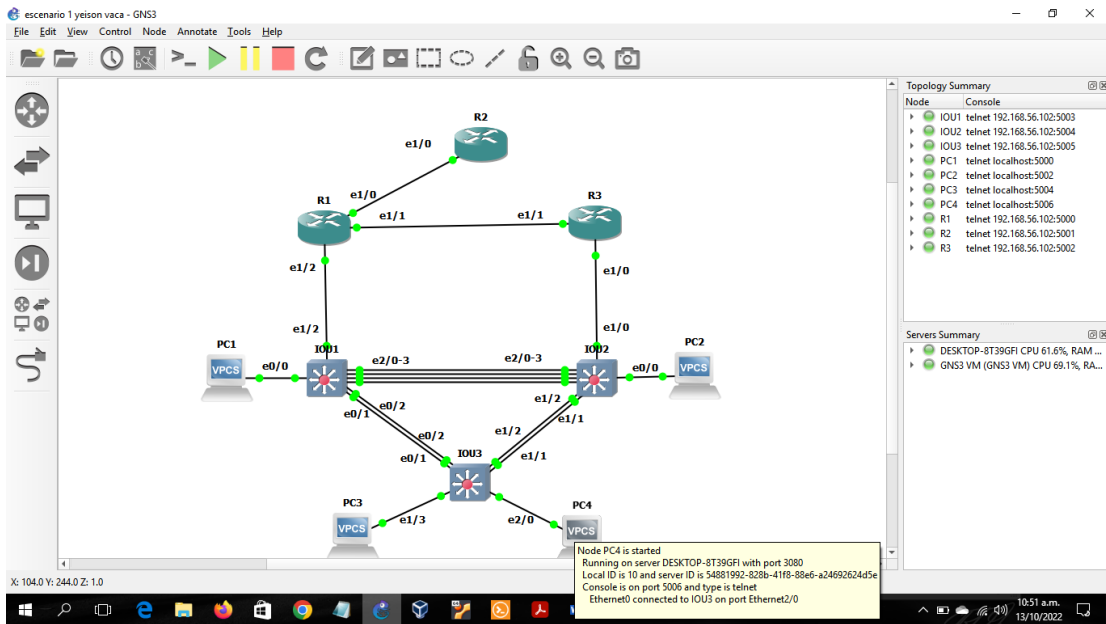 escenario 1 yeison vaca - GNS3
File Edit View Control Node Annotate Tools Help
Topology Summary
Node Console
IOU1 telnet 192.168.56.102:5003
IOU2 telnet 192.168.56.102:5004
IOU3 telnet 192.168.56.102:5005
PC1 telnet localhost:5000
PC2 telnet localhost:5002
PC3 telnet localhost:5004
PC4 telnet localhost:5006
R1 telnet 192.168.56.102:5000
R2 telnet 192.168.56.102:5001
R3 telnet 192.168.56.102:5002
Servers Summary
DESKTOP-8T39GFI CPU 61.6%, RAM ...
GNS3 VM (GNS3 VM) CPU 69.1%, RA...
R2
e1/0
R1
e1/0
R3
e1/1
e1/1
e1/2
e1/0
e1/2
e1/0
PC1
IOU1
IOU2
PC2
e2/0-3
e2/0-3
VPCS
e0/0
e0/0
VPCS
e0/2
e0/1
e1/2
e1/1
e0/2
e1/2
e0/1
IOU3
e1/1
PC3
PC4
VPCS
e1/3
e2/0
VPCS
Node PC4 is started
Running on server DESKTOP-8T39GFI with port 3080
Local ID is 10 and server ID is 54881992-828b-41f8-88e6-a24692624d5e
Console is on port 5006 and type is telnet
Ethernet0 connected to IOU3 on port Ethernet2/0
X: 104.0 Y: 244.0 Z: 1.0
10:51 a.m.
13/10/2022